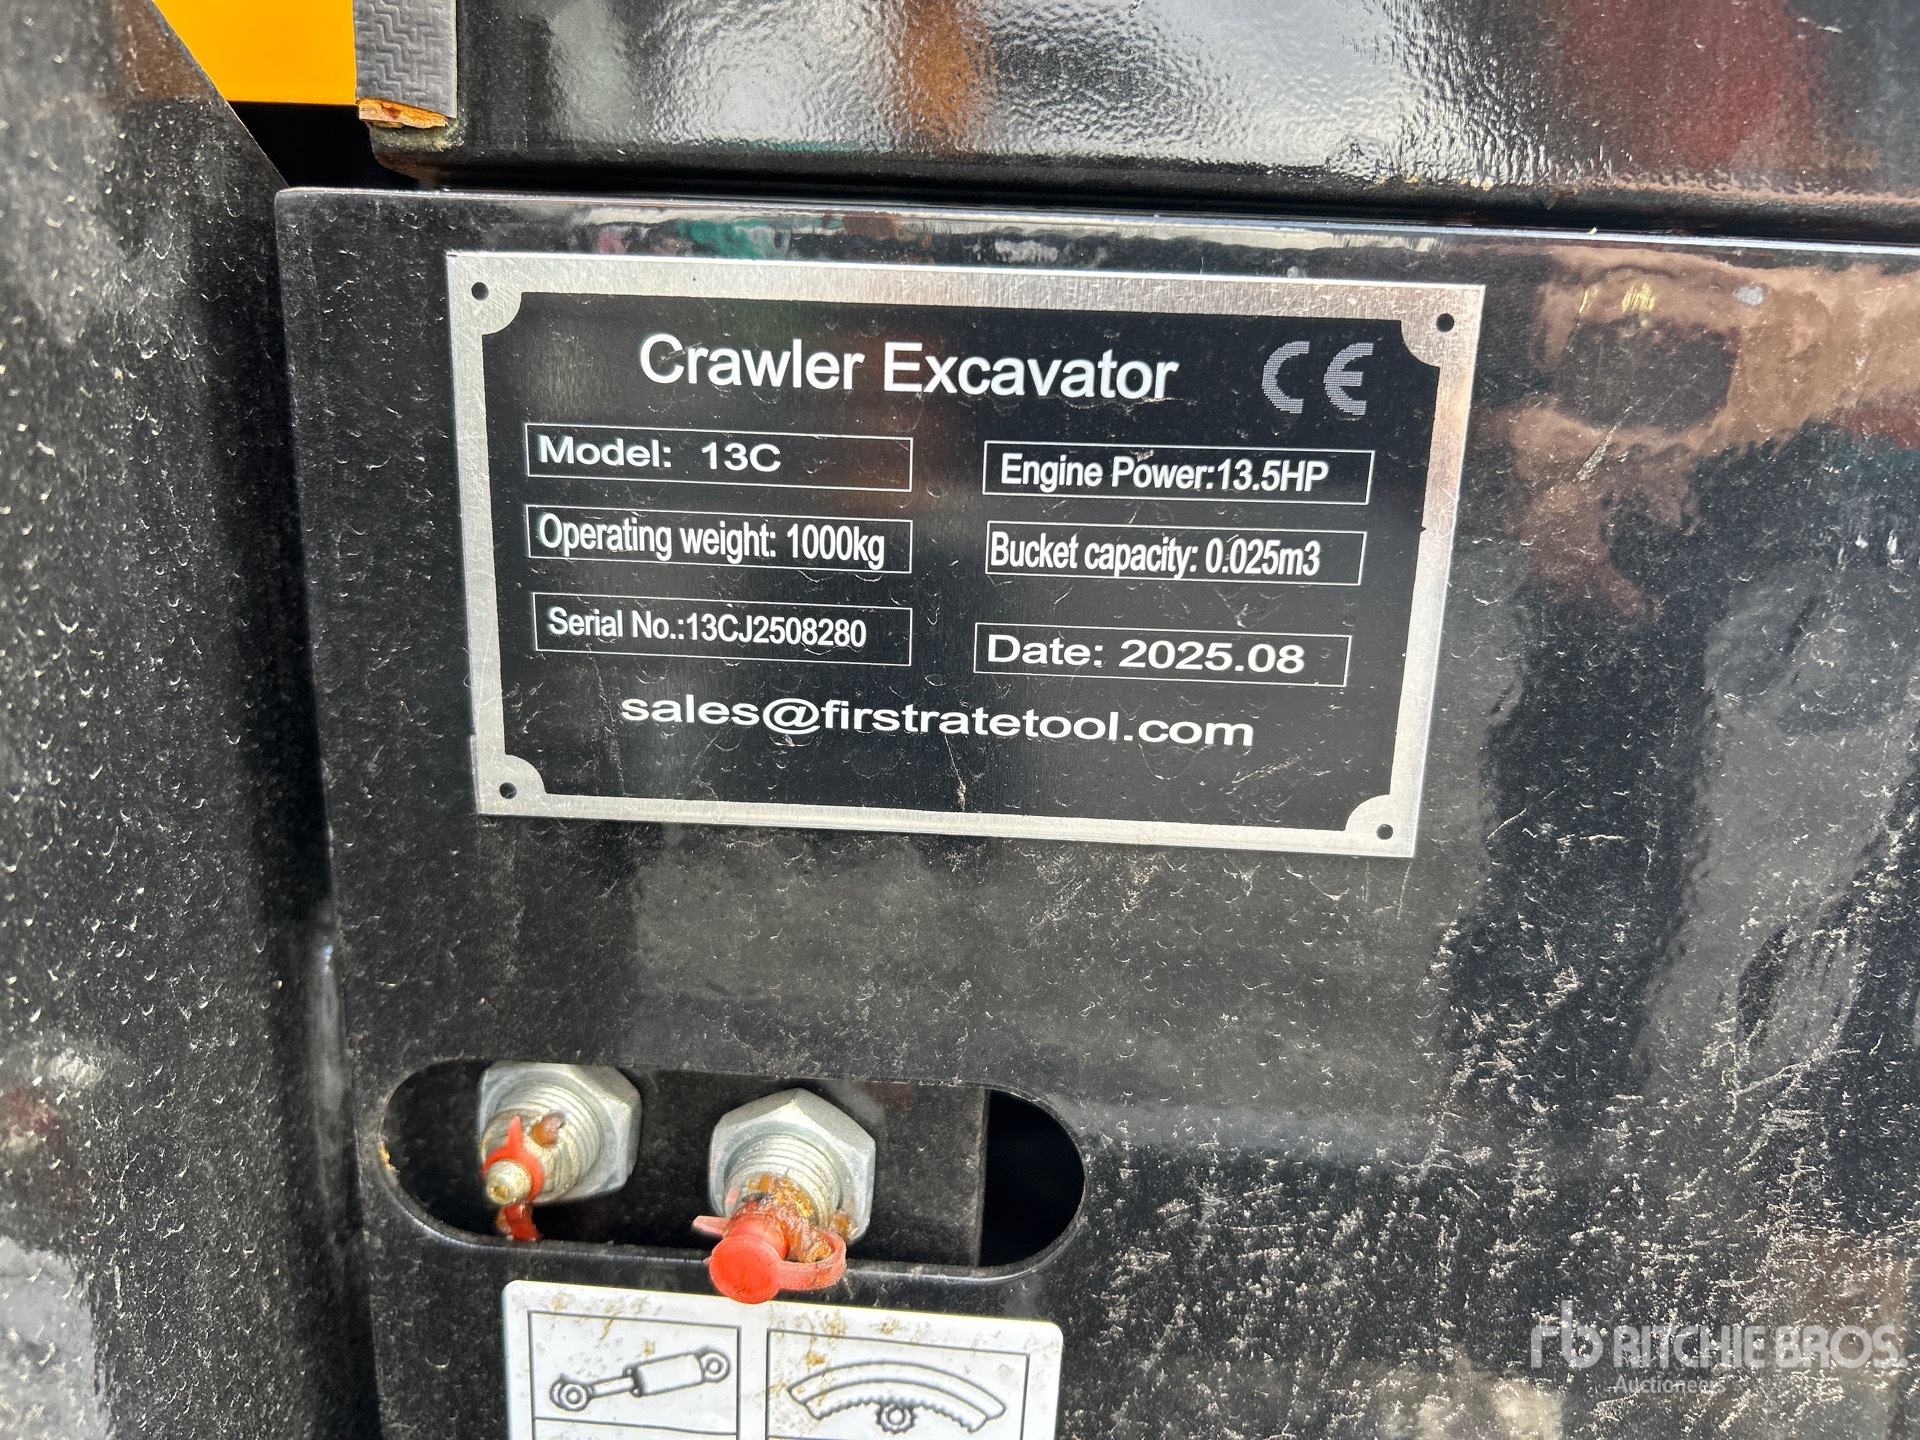 Crawler Excavator CE
Model: 13C
Engine Power:13.5HP
Operating weight: 1000kg
Bucket capacity: 0.025m3
Serial No.:13CJ2508280
Date: 2025.08
sales@firstratetool.com
rb RITCHIE BROS.
Auctioneers